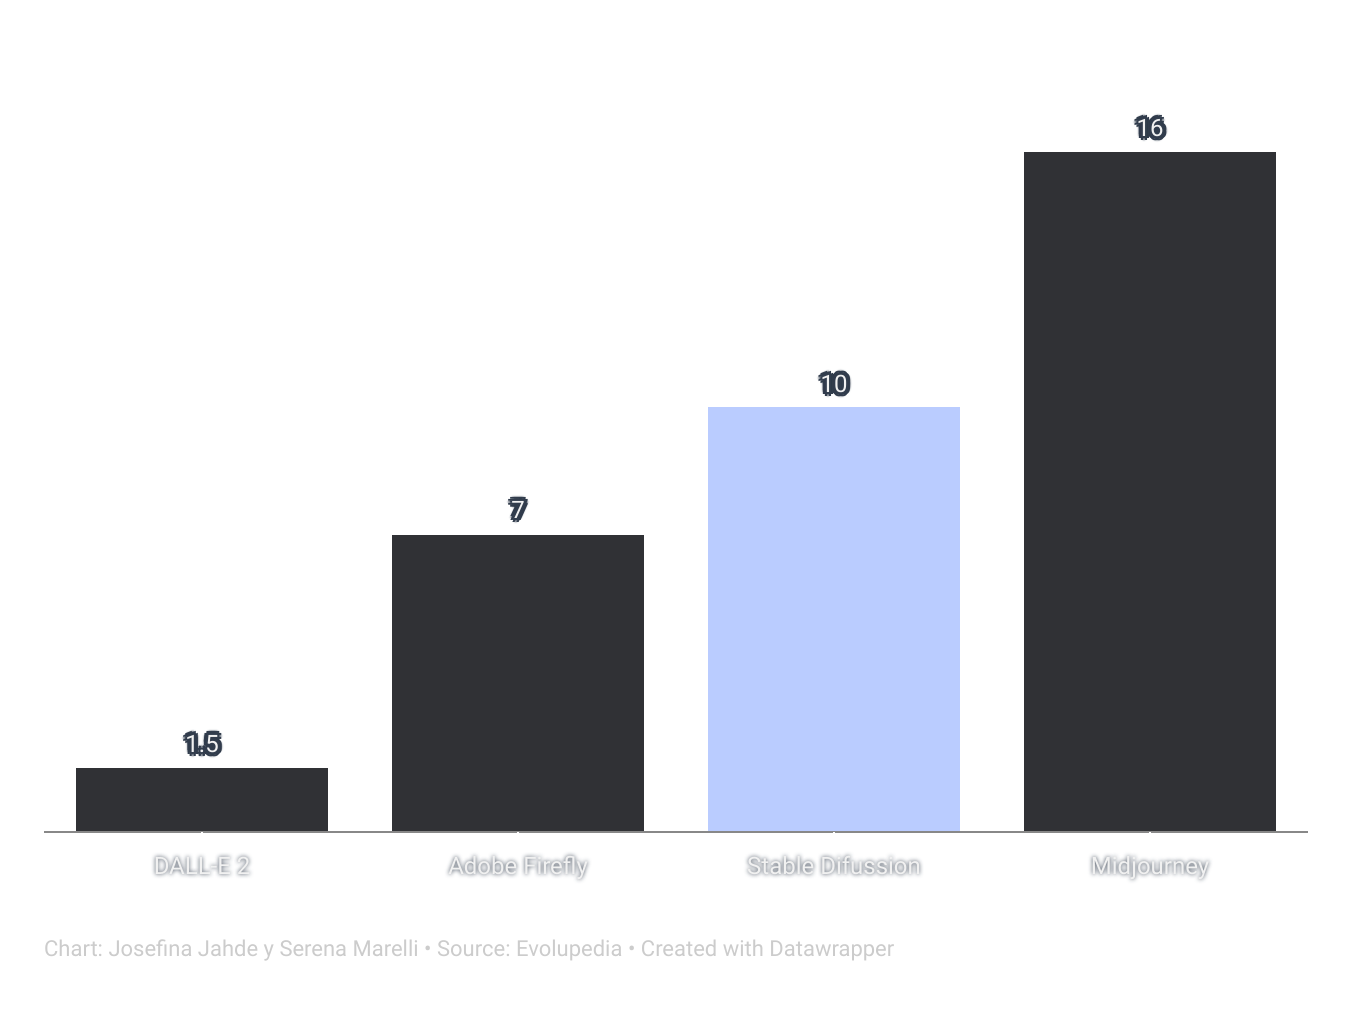 16
10
7
1.5
DALL-E 2
Adobe Firefly
Stable Difussion
Midjourney
Chart: Josefina Jahde y Serena Marelli • Source: Evolupedia • Created with Datawrapper